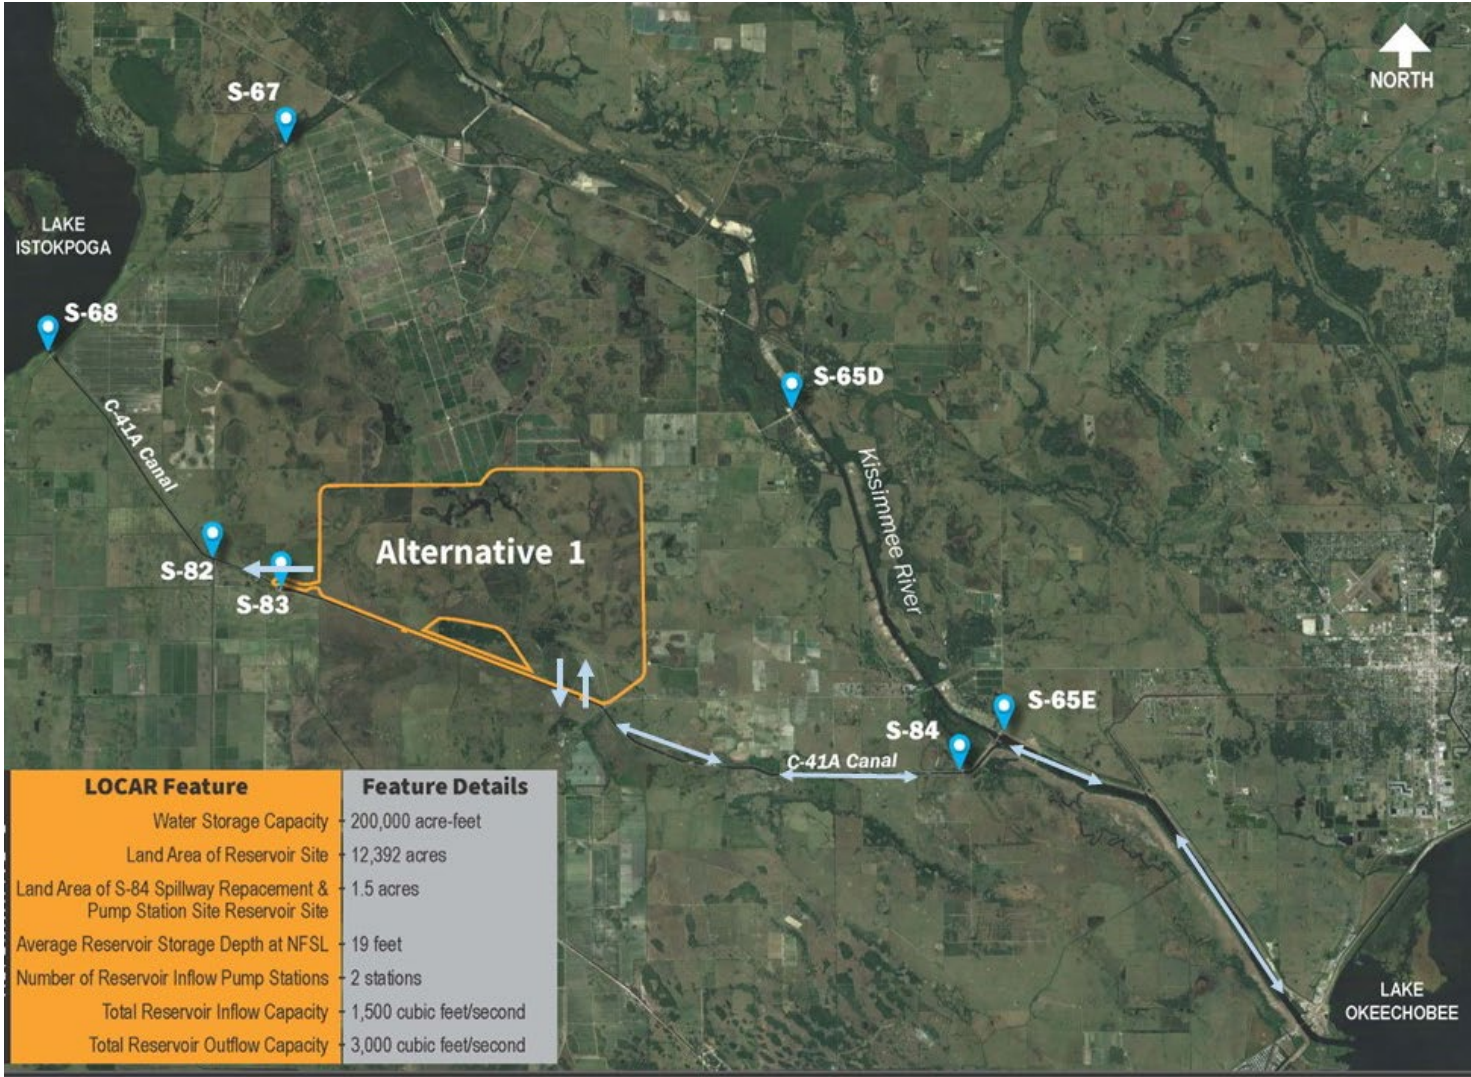 NORTH
S-67
LAKE
ISTOKPOGA
S-68
S-65D
C-41A Canal
Kissimmee River
Alternative 1
S-82
S-83
S-65E
S-84
C-41A Canal
LOCAR Feature Feature Details
Water Storage Capacity 200,000 acre-feet
Land Area of Reservoir Site 12,392 acres
Land Area of S-84 Spillway Repacement & 1.5 acres
Pump Station Site Reservoir Site
Average Reservoir Storage Depth at NFSL 19 feet
Number of Reservoir Inflow Pump Stations 2 stations
Total Reservoir Inflow Capacity 1,500 cubic feet/second
Total Reservoir Outflow Capacity 3,000 cubic feet/second
LAKE
OKEECHOBEE